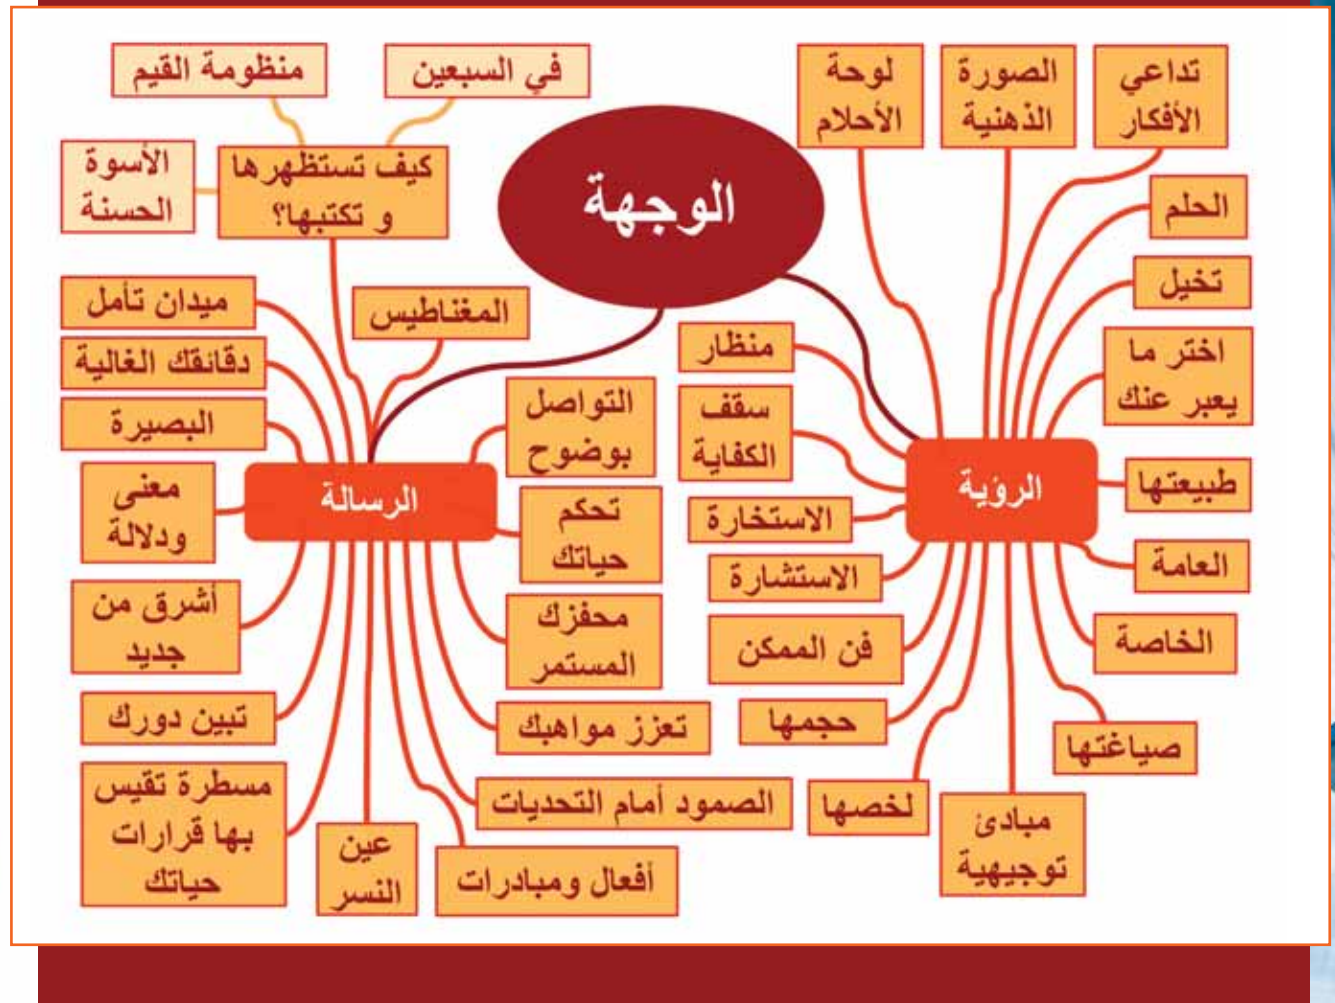 الوجهة
الرؤية
لوحة
الأحلام
الصورة
الذهنية
تداعي
الأفكار
الحلم
تخيل
اختر ما
يعبر عنك
طبيعتها
العامة
الخاصة
صياغتها
مبادئ
توجيهية
لخصها
حجمها
فن الممكن
الاستشارة
الاستخارة
سقف
الكفاية
منظار
الرسالة
المغناطيس
كيف تستظهرها
و تكتبها؟
في السبعين
منظومة القيم
الأسوة
الحسنة
ميدان تأمل
دقائقك الغالية
البصيرة
معنى
ودلالة
أشرق من
جديد
تبين دورك
مسطرة تقيس
بها قرارات
حياتك
عين
النسر
أفعال ومبادرات
الصمود أمام التحديات
تعزز مواهبك
محفزك
المستمر
تحكم
حياتك
التواصل
بوضوح